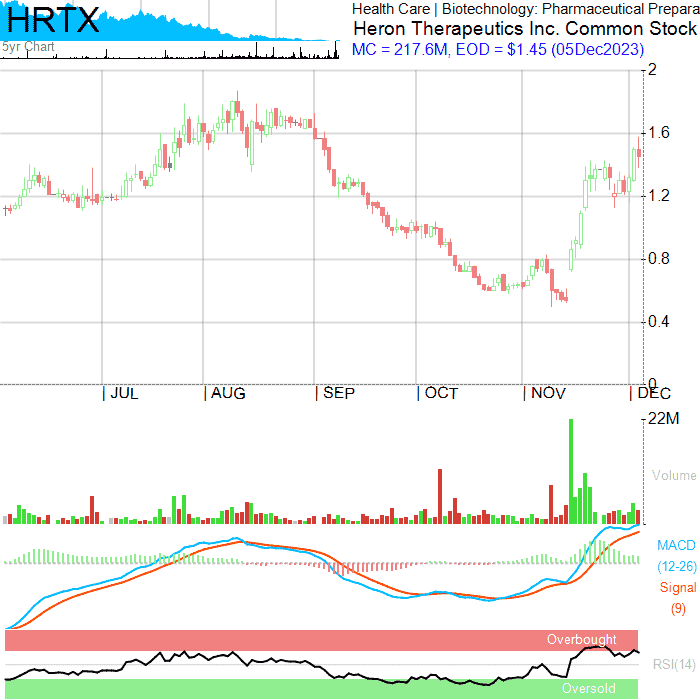 HRTX
5yr Chart
Health Care | Biotechnology: Pharmaceutical Prepara
Heron Therapeutics Inc. Common Stock
MC = 217.6M, EOD = $1.45 (05Dec2023)
2
1.6
1.2
0.8
0.4
0
| JUL | AUG | SEP | OCT | NOV | DEC
22M
Volume
MACD
(12-26)
Signal
(9)
Overbought
RSI(14)
Oversold